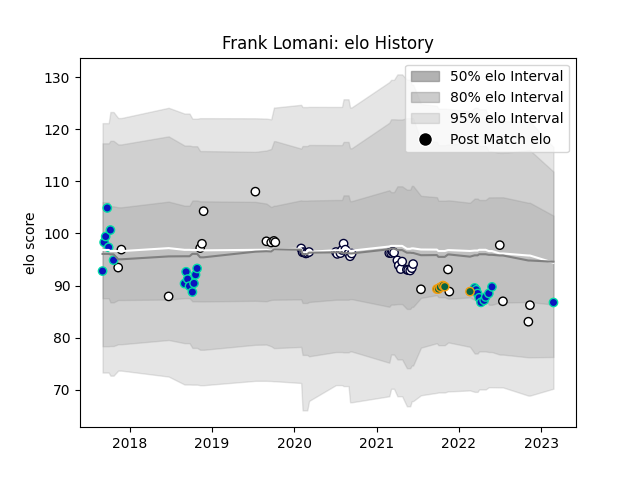 Frank Lomani: elo History
50% elo Interval
80% elo Interval
95% elo Interval
Post Match elo
elo score
130
120
110
100
90
80
70
2018 2019 2020 2021 2022 2023